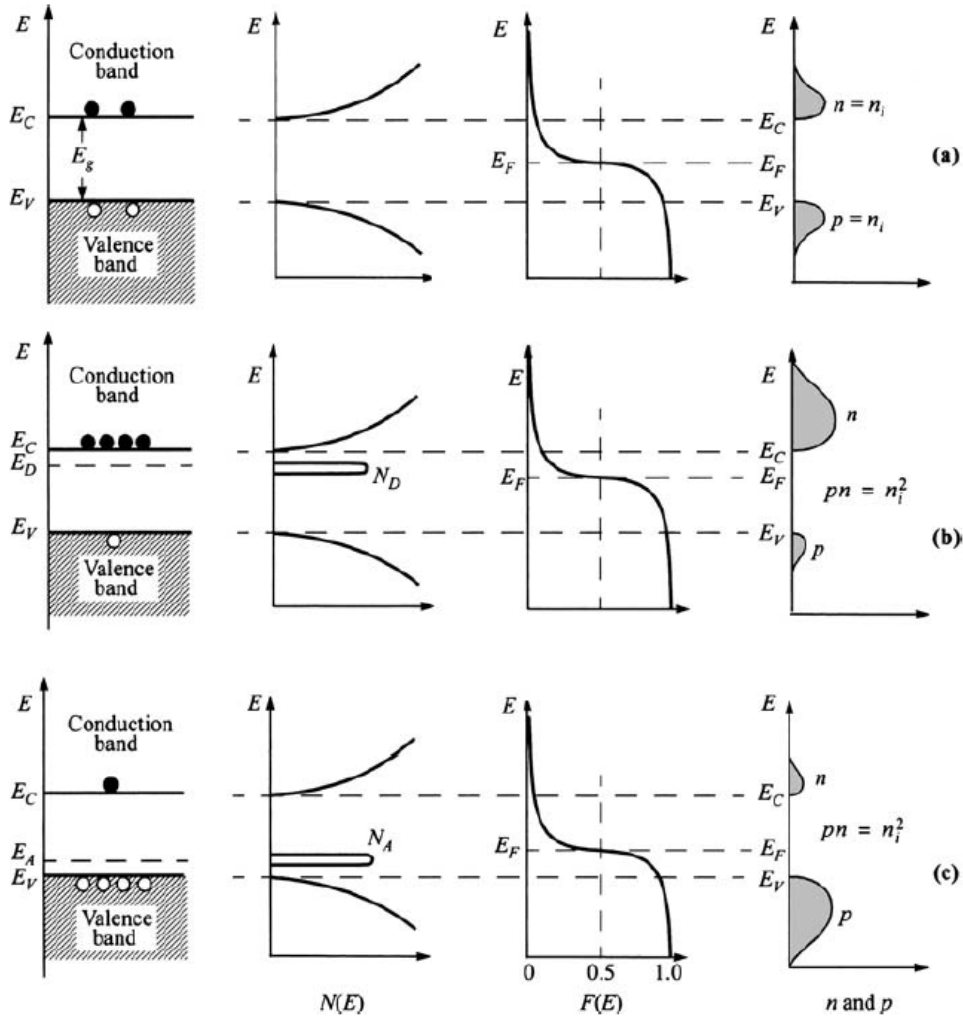 E
Conduction
band
E_C
E_g
E_V
Valence
band
E
E
E_F
E
n = n_i
E_C
E_F
E_V
p = n_i
(a)
E
Conduction
band
E_C
E_D
E_V
Valence
band
E
N_D
E
E_F
E
n
E_C
E_F
pn = n_i^2
E_V
p
(b)
E
Conduction
band
E_C
E_A
E_V
Valence
band
E
N_A
N(E)
E
E_F
0 0.5 1.0
F(E)
E
n
E_C
pn = n_i^2
E_F
E_V
p
(c)
n and p